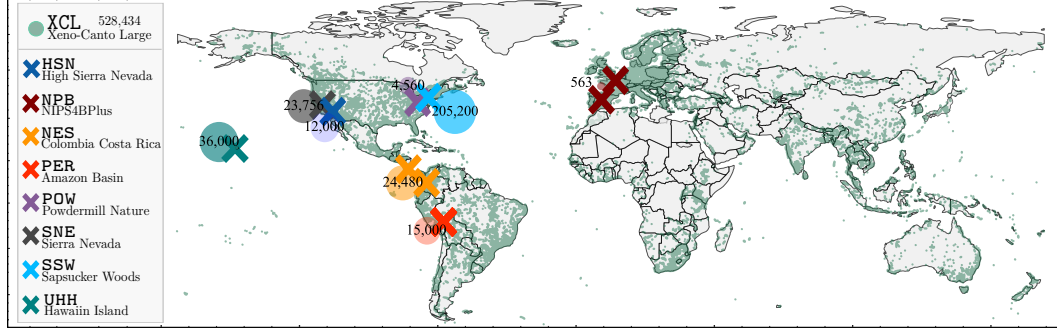 XCL 528,434
Xeno-Canto Large
HSN
High Sierra Nevada
NPB
NIPS4BPlus
NES
Colombia Costa Rica
PER
Amazon Basin
POW
Powdermill Nature
SNE
Sierra Nevada
SSW
Sapsucker Woods
UHH
Hawaiin Island
4,560
563
23,756
205,200
12,000
36,000
24,480
15,000